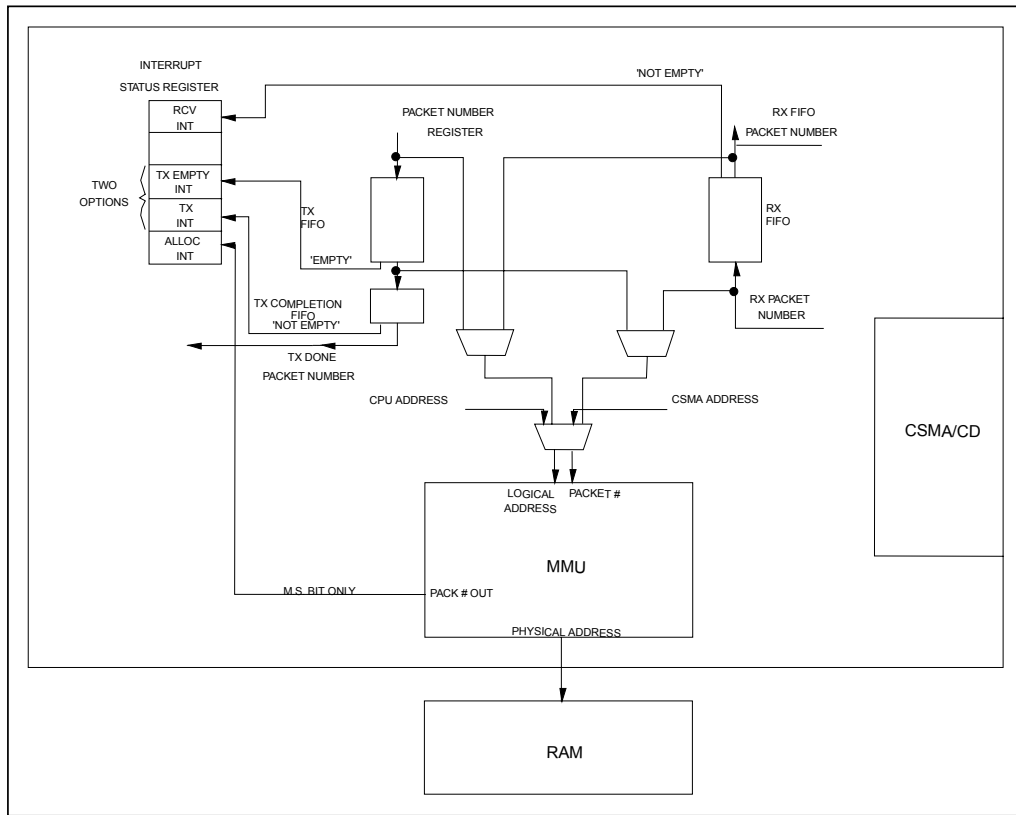 INTERRUPT
STATUS REGISTER
RCV
INT
TWO
OPTIONS
TX EMPTY
INT
TX
INT
ALLOC
INT
'NOT EMPTY'
PACKET NUMBER
REGISTER
RX FIFO
PACKET NUMBER
TX
FIFO
RX
FIFO
'EMPTY'
TX COMPLETION
FIFO
'NOT EMPTY'
TX DONE
PACKET NUMBER
RX PACKET
NUMBER
CPU ADDRESS
CSMA ADDRESS
CSMA/CD
LOGICAL
ADDRESS
PACKET #
MMU
M.S. BIT ONLY
PACK # OUT
PHYSICAL ADDRESS
RAM